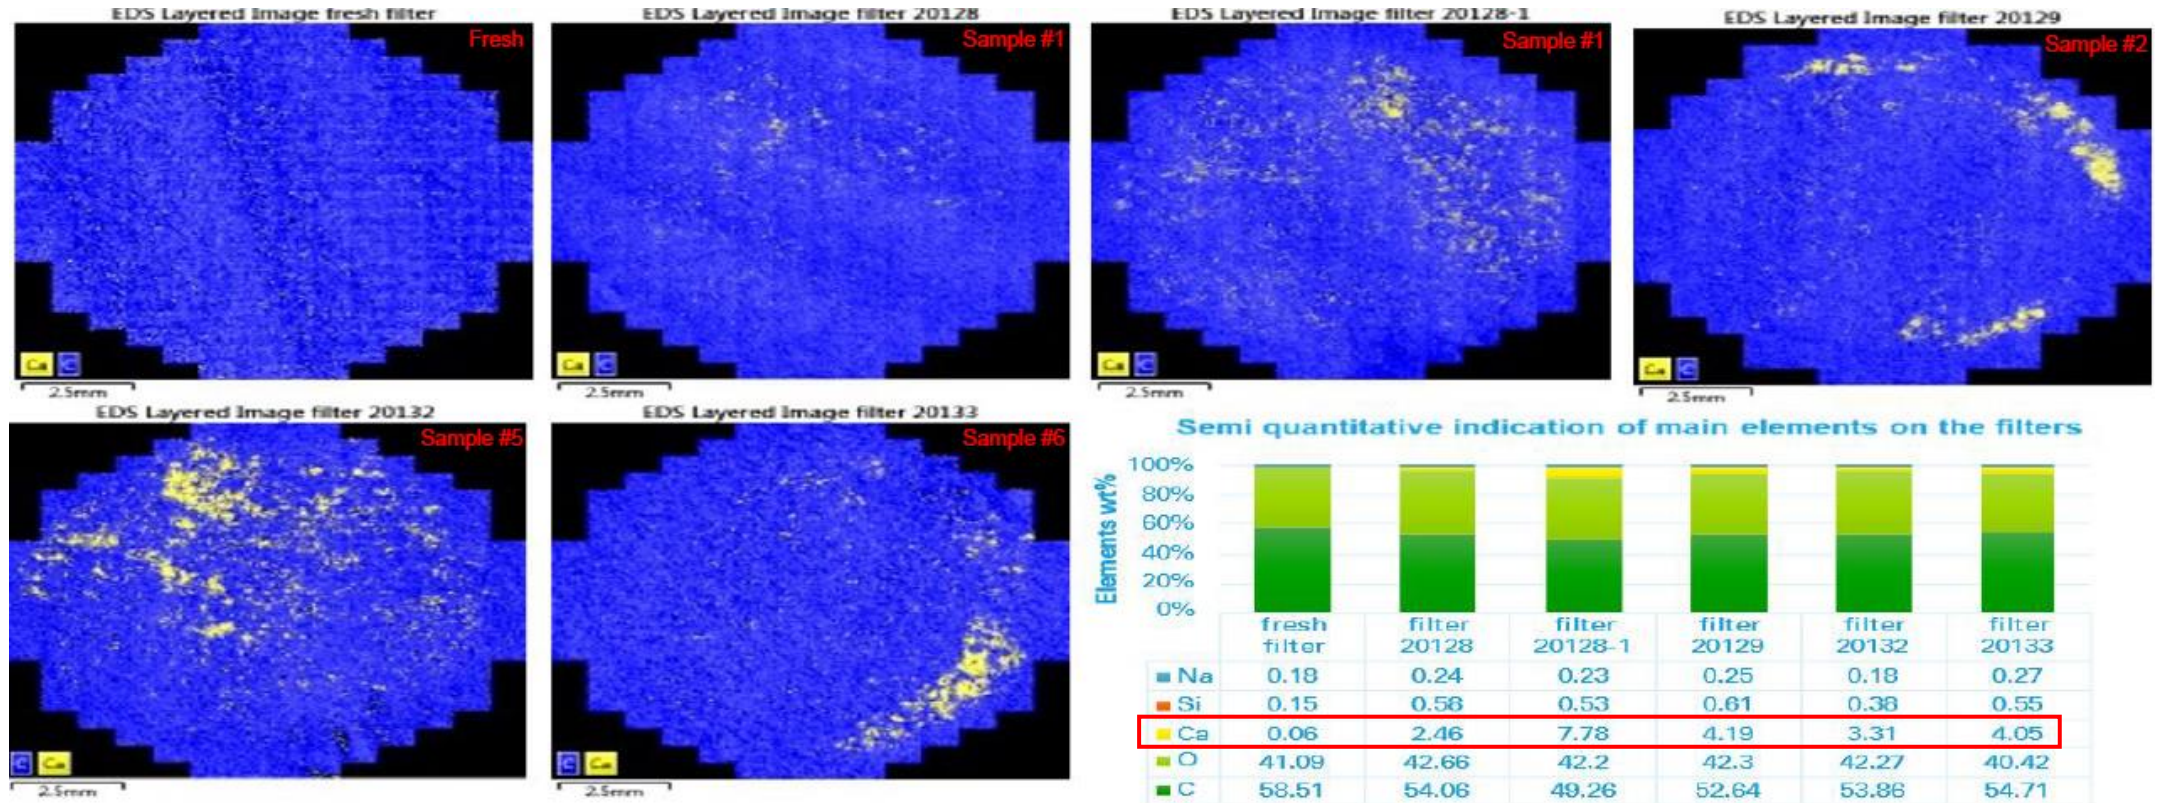 EDS Layered Image fresh filter
Fresh
Ca C
2.5mm
EDS Layered Image filter 20128
Sample #1
Ca C
2.5mm
EDS Layered Image filter 20128-1
Sample #1
Ca C
2.5mm
EDS Layered Image filter 20129
Sample #2
Ca C
2.5mm
EDS Layered Image filter 20132
Sample #5
C Ca
2.5mm
EDS Layered Image filter 20133
Sample #6
C Ca
2.5mm
Semi quantitative indication of main elements on the filters
Elements wt%
100%
80%
60%
40%
20%
0%
fresh filter filter filter filter filter
filter 20128 20128-1 20129 20132 20133
Na 0.18 0.24 0.23 0.25 0.18 0.27
Si 0.15 0.58 0.53 0.61 0.38 0.55
Ca 0.06 2.46 7.78 4.19 3.31 4.05
O 41.09 42.66 42.2 42.3 42.27 40.42
C 58.51 54.06 49.26 52.64 53.86 54.71